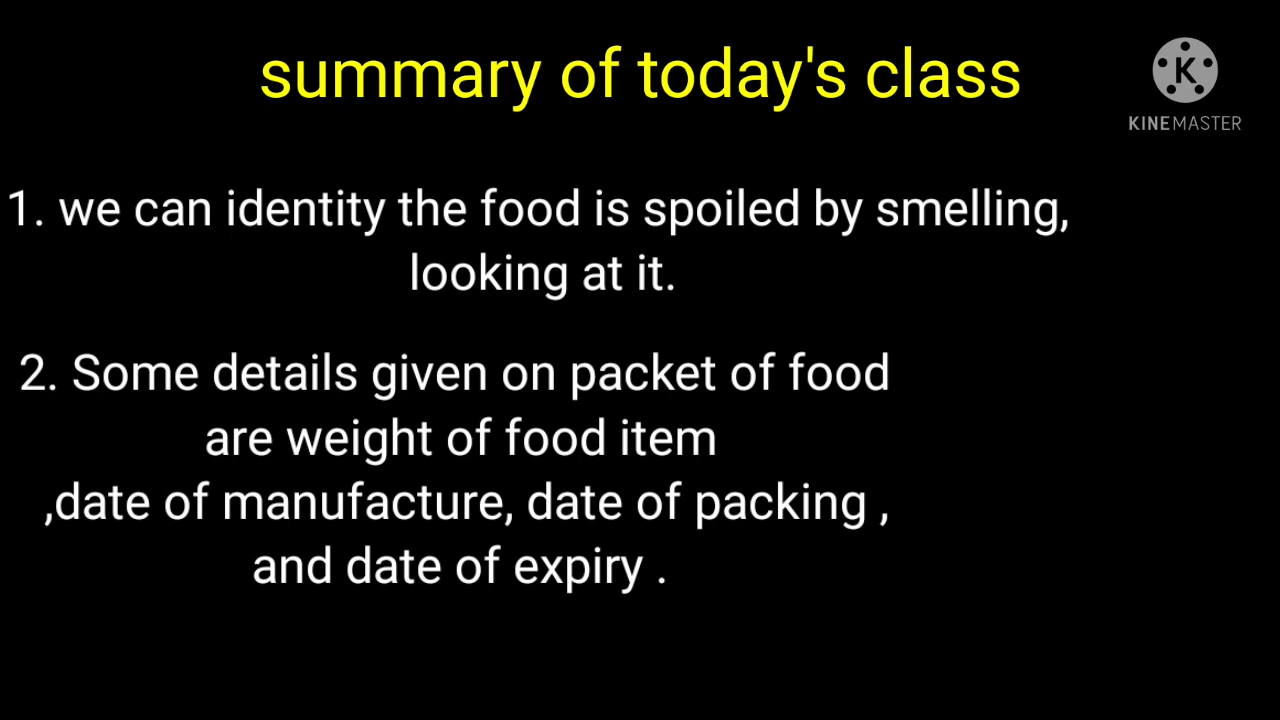 summary of today's class
K
KINEMASTER
1. we can identity the food is spoiled by smelling,
looking at it.
2. Some details given on packet of food
are weight of food item
,date of manufacture, date of packing ,
and date of expiry .